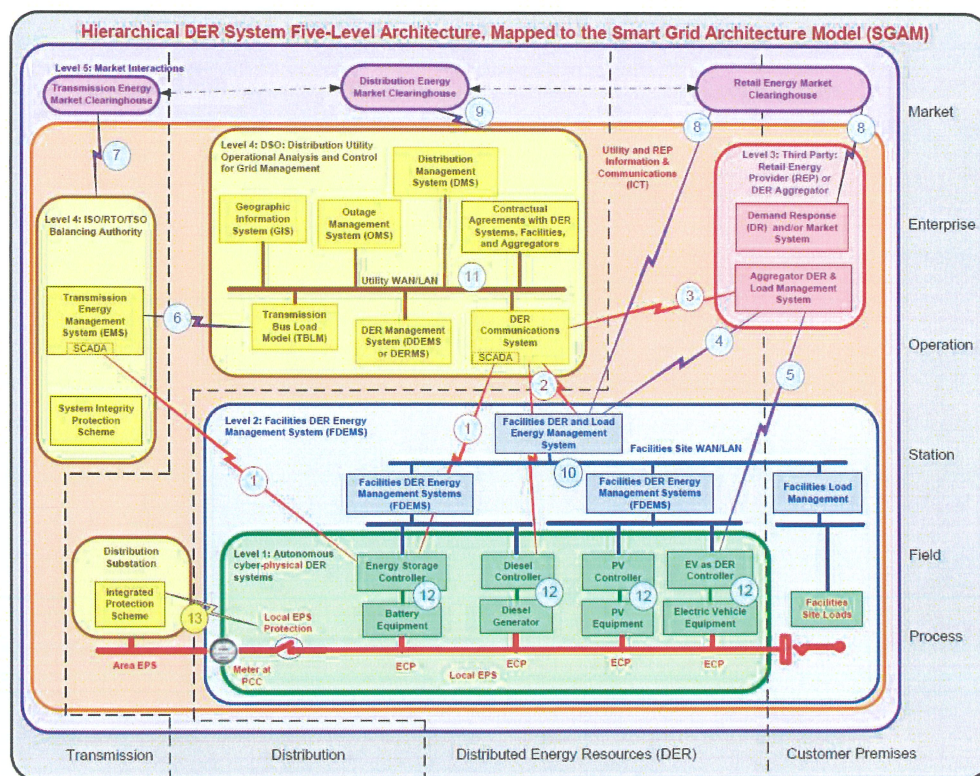 Hierarchical DER System Five-Level Architecture, Mapped to the Smart Grid Architecture Model (SGAM)
Level 5: Market Interactions
Transmission Energy
Market Clearinghouse
Distribution Energy
Market Clearinghouse
Retail Energy Market
Clearinghouse
Market
9
8
8
7
Level 4: DSO: Distribution Utility
Operational Analysis and Control
for Grid Management
Distribution
Management
System (DMS)
Utility and REP
Information &
Communications
(ICT)
Level 3: Third Party:
Retail Energy
Provider (REP) or
DER Aggregator
Level 4: ISO/RTO/TSO
Balancing Authority
Geographic
Information
System (GIS)
Outage
Management
System (OMS)
Contractual
Agreements with DER
Systems, Facilities,
and Aggregators
Demand Response
(DR) and/or Market
System
Enterprise
Utility WAN/LAN
11
Aggregator DER &
Load Management
System
3
Transmission
Energy
Management
System (EMS)
SCADA
6
Transmission
Bus Load
Model (TBLM)
DER Management
System (DDEMS
or DERMS)
DER
Communications
System
SCADA
4
5
Operation
2
System Integrity
Protection
Scheme
Level 2: Facilities DER Energy
Management System (FDEMS)
1
Facilities DER and Load
Energy Management
System
Facilities Site WAN/LAN
Station
1
10
Facilities DER Energy
Management Systems
(FDEMS)
Facilities DER Energy
Management Systems
(FDEMS)
Facilities Load
Management
Distribution
Substation
Level 1: Autonomous
cyber-physical DER
systems
Energy Storage
Controller
Diesel
Controller
PV
Controller
EV as DER
Controller
Field
12
12
12
12
Integrated
Protection
Scheme
13
Local EPS
Protection
Battery
Equipment
Diesel
Generator
PV
Equipment
Electric Vehicle
Equipment
Facilities
Site Loads
Process
Area EPS
Meter at
PCC
ECP
ECP
ECP
ECP
Local EPS
Transmission
Distribution
Distributed Energy Resources (DER)
Customer Premises